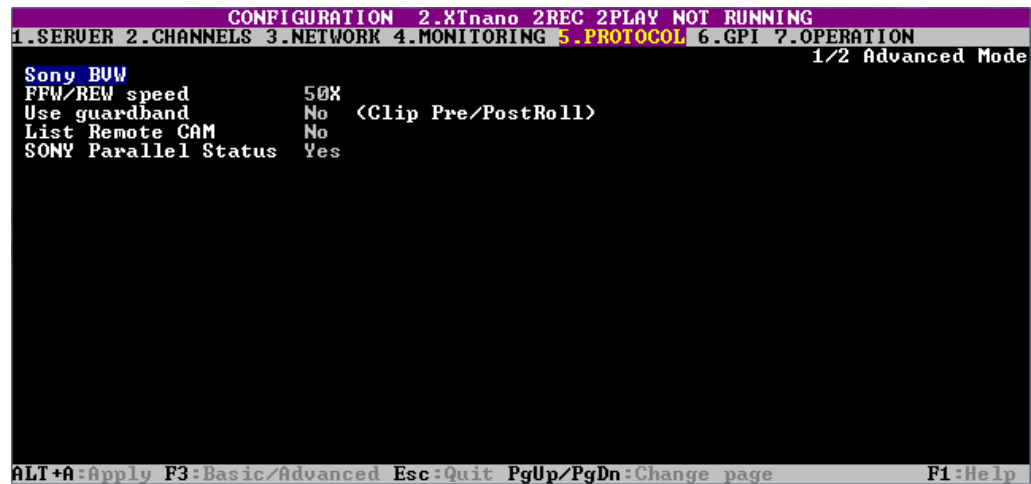 CONFIGURATION 2.XTnano 2REC 2PLAY NOT RUNNING
1.SERVER 2.CHANNELS 3.NETWORK 4.MONITORING 5.PROTOCOL 6.GPI 7.OPERATION
1/2 Advanced Mode
Sony BVW
FFW/REW speed 50X
Use guardband No (Clip Pre/PostRoll)
List Remote CAM No
SONY Parallel Status Yes
ALT+A:Apply F3:Basic/Advanced Esc:Quit PgUp/PgDn:Change page F1:Help